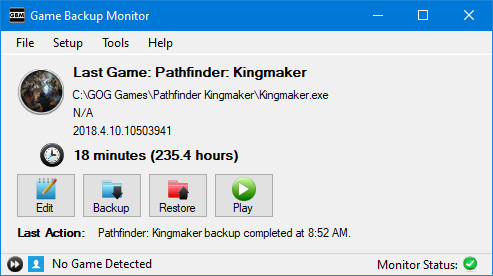 GBM Game Backup Monitor
File Setup Tools Help
Last Game: Pathfinder: Kingmaker
C:\GOG Games\Pathfinder Kingmaker\Kingmaker.exe
N/A
2018.4.10.10503941
18 minutes (235.4 hours)
Edit Backup Restore Play
Last Action: Pathfinder: Kingmaker backup completed at 8:52 AM.
No Game Detected Monitor Status: